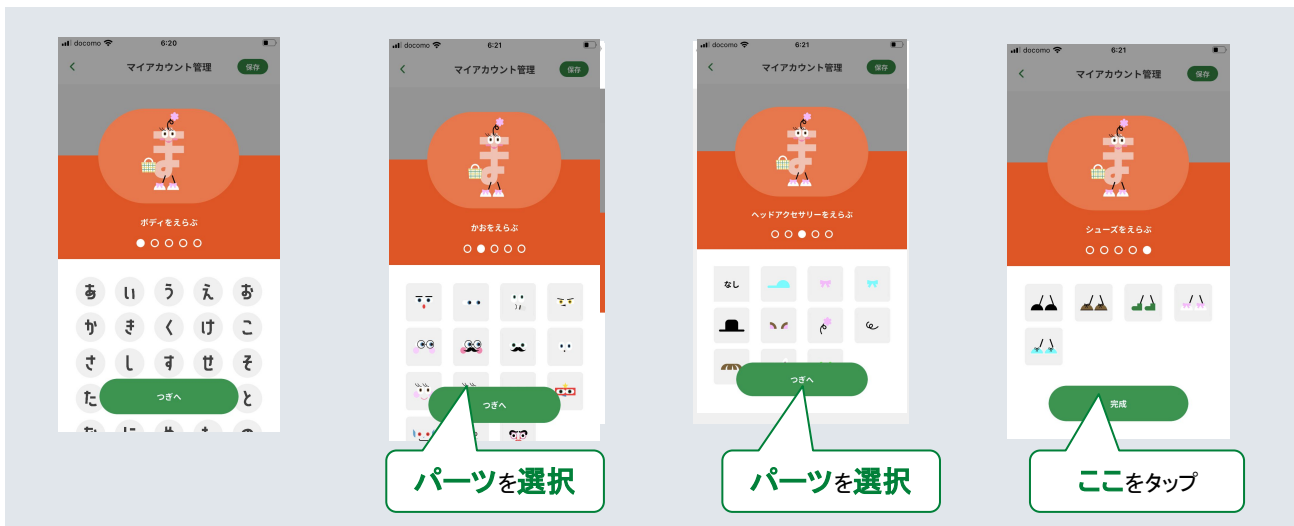 docomo 6:20
マイアカウント管理 保存
ま
ボディをえらぶ
あ い う え お
か き く け こ
さ し す せ そ
た つぎへ と
docomo 6:21
マイアカウント管理 保存
ま
かおをえらぶ
つぎへ
パーツを選択
docomo 6:21
マイアカウント管理 保存
ま
ヘッドアクセサリーをえらぶ
なし
つぎへ
パーツを選択
docomo 6:21
マイアカウント管理 保存
ま
シューズをえらぶ
完成
ここをタップ